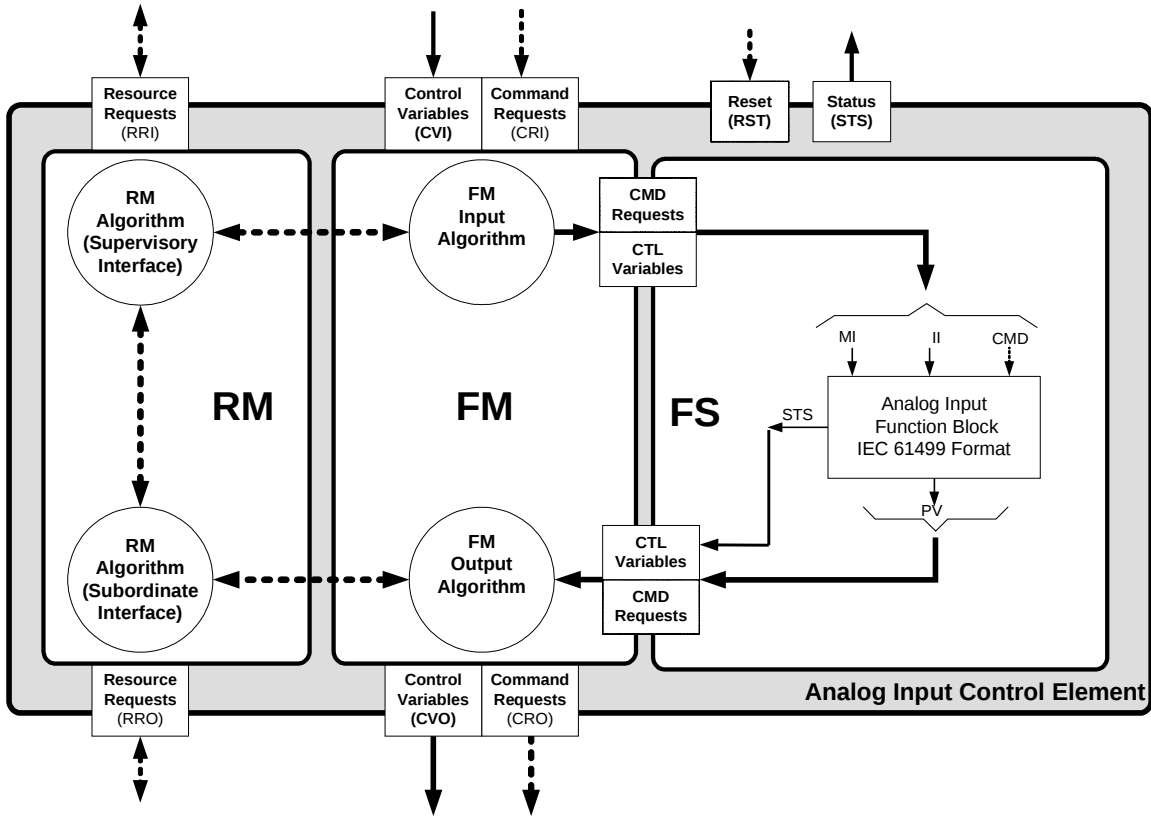 Resource
Requests
(RRI)
Control
Variables
(CVI)
Command
Requests
(CRI)
Reset
(RST)
Status
(STS)
RM
Algorithm
(Supervisory
Interface)
FM
Input
Algorithm
CMD
Requests
CTL
Variables
MI
II
CMD
RM
FM
FS
STS
Analog Input
Function Block
IEC 61499 Format
PV
RM
Algorithm
(Subordinate
Interface)
FM
Output
Algorithm
CTL
Variables
CMD
Requests
Resource
Requests
(RRO)
Control
Variables
(CVO)
Command
Requests
(CRO)
Analog Input Control Element